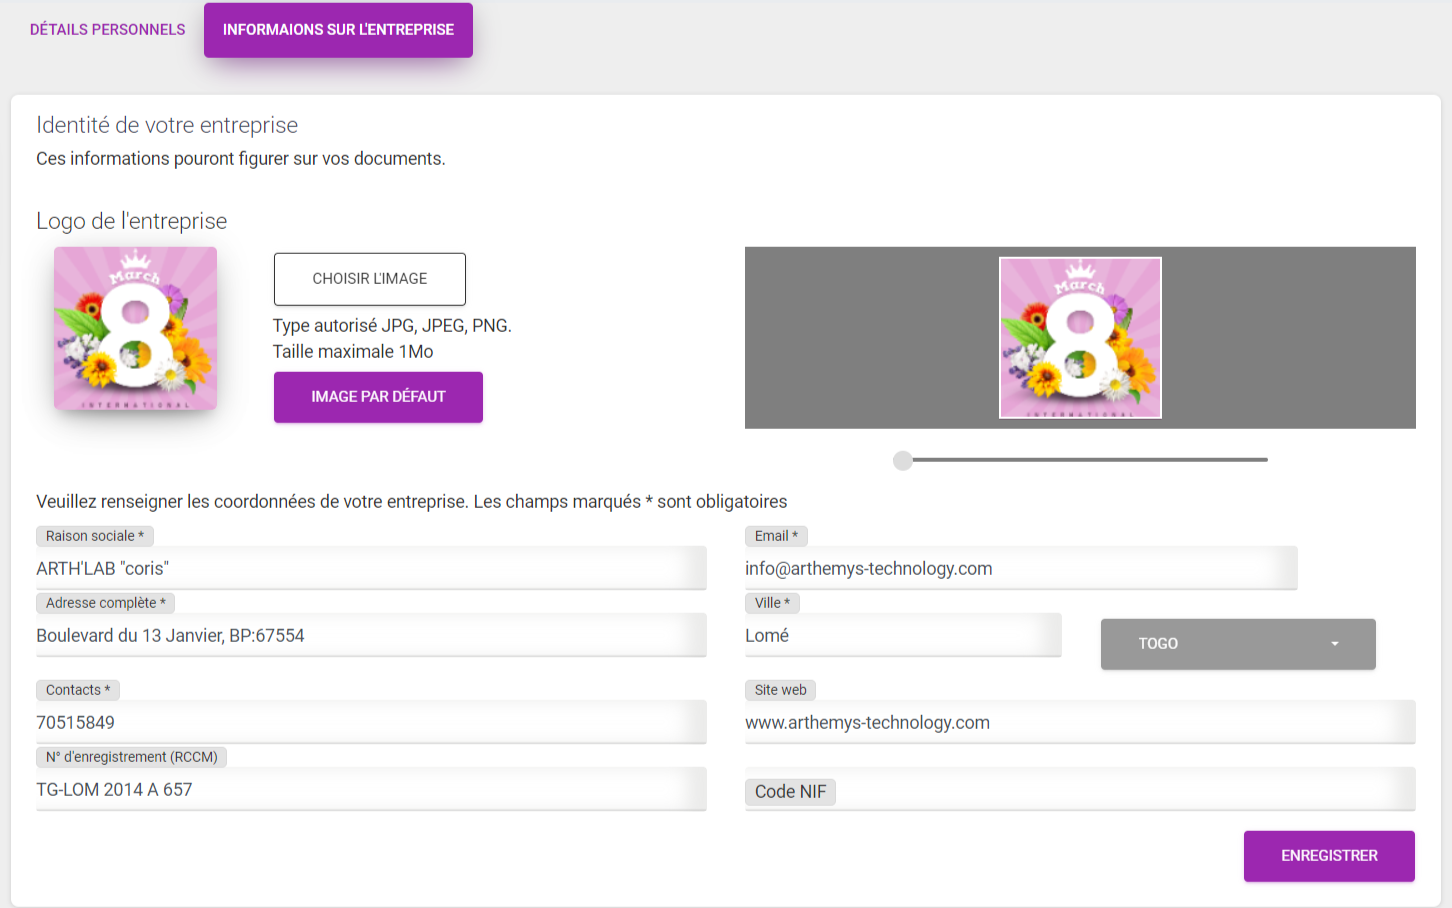 DÉTAILS PERSONNELS
INFORMAIONS SUR L'ENTREPRISE
Identité de votre entreprise
Ces informations pouront figurer sur vos documents.
Logo de l'entreprise
March
8
INTERNATIONAL
CHOISIR L'IMAGE
Type autorisé JPG, JPEG, PNG.
Taille maximale 1Mo
IMAGE PAR DÉFAUT
March
8
INTERNATIONAL
Veuillez renseigner les coordonnées de votre entreprise. Les champs marqués * sont obligatoires
Raison sociale *
ARTH'LAB "coris"
Email *
info@arthemys-technology.com
Adresse complète *
Boulevard du 13 Janvier, BP:67554
Ville *
Lomé
TOGO
Contacts *
70515849
Site web
www.arthemys-technology.com
N° d'enregistrement (RCCM)
TG-LOM 2014 A 657
Code NIF
ENREGISTRER